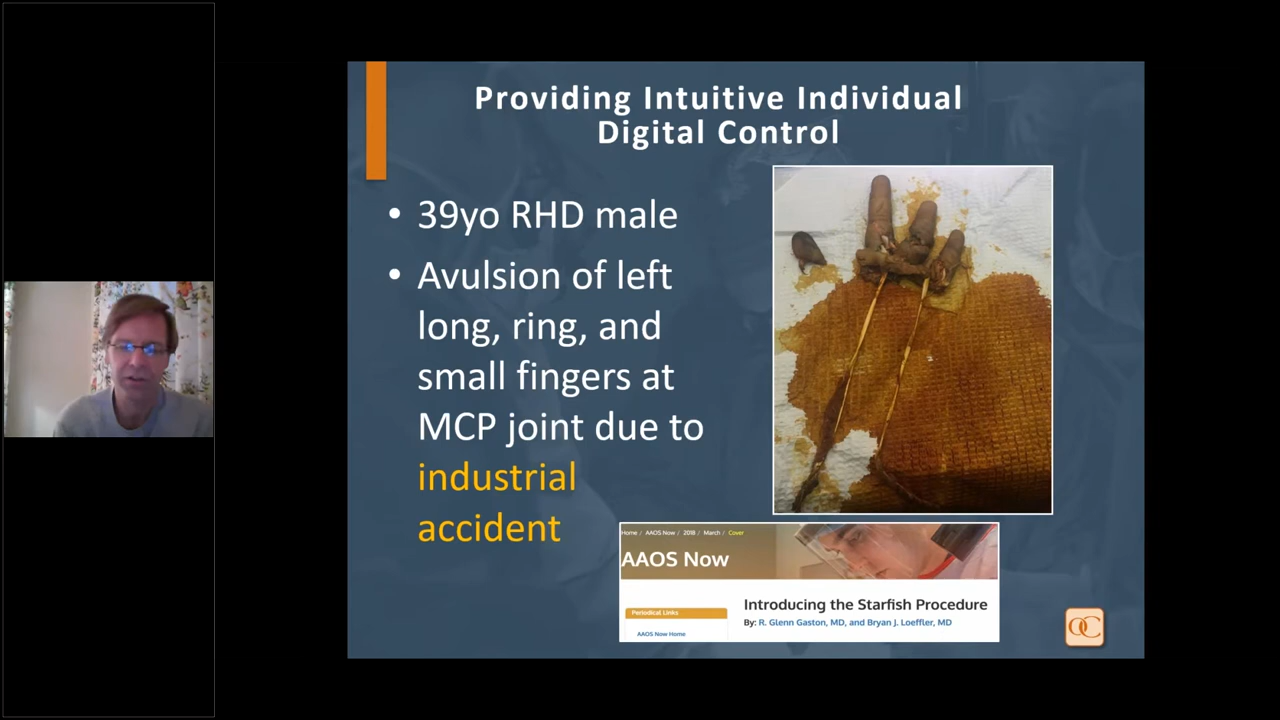 Providing Intuitive Individual
Digital Control
• 39yo RHD male
• Avulsion of left
long, ring, and
small fingers at
MCP joint due to
industrial
accident
Home / AAOS Now / 2018 / March / Cover
AAOS Now
Periodical Links
AAOS Now Home
Introducing the Starfish Procedure
By: R. Glenn Gaston, MD, and Bryan J. Loeffler, MD
OC